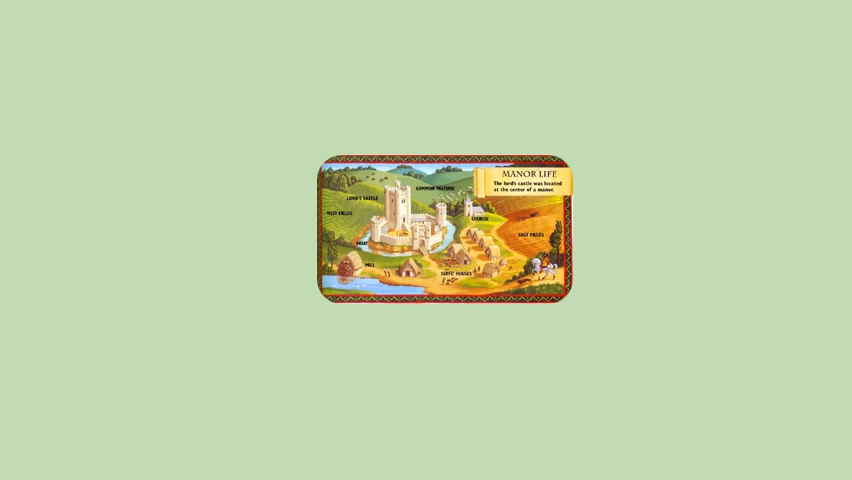 MANOR LIFE
The lord's castle was located
at the center of a manor.
COMMON PASTURE
LORD'S CASTLE
WEST FIELDS
CHURCH
EAST FIELDS
MOAT
MILL
SERFS' HOUSES